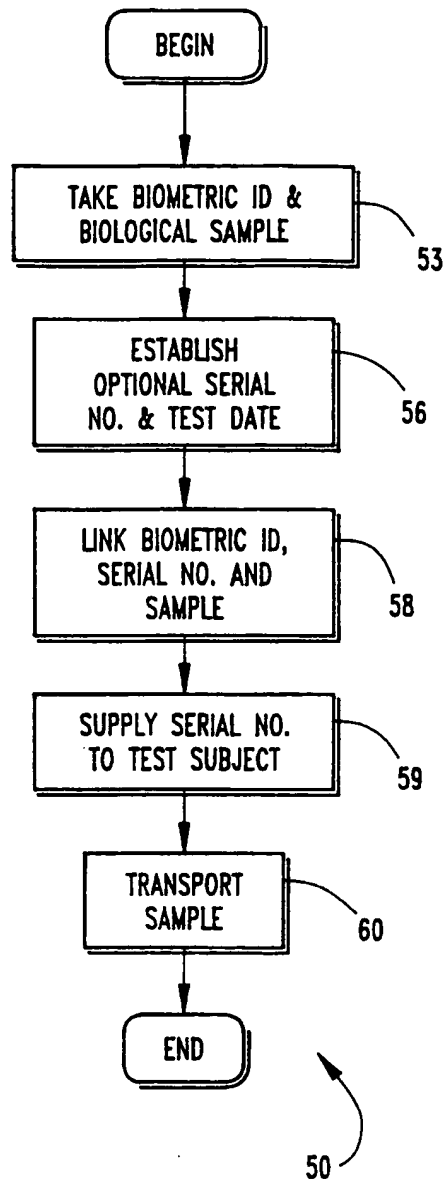 BEGIN
TAKE BIOMETRIC ID &
BIOLOGICAL SAMPLE
53
ESTABLISH
OPTIONAL SERIAL
NO. & TEST DATE
56
LINK BIOMETRIC ID,
SERIAL NO. AND
SAMPLE
58
SUPPLY SERIAL NO.
TO TEST SUBJECT
59
TRANSPORT
SAMPLE
60
END
50